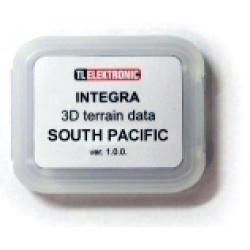 TL ELEKTRONIC
INTEGRA
3D terrain data
SOUTH PACIFIC
ver. 1.0.0.